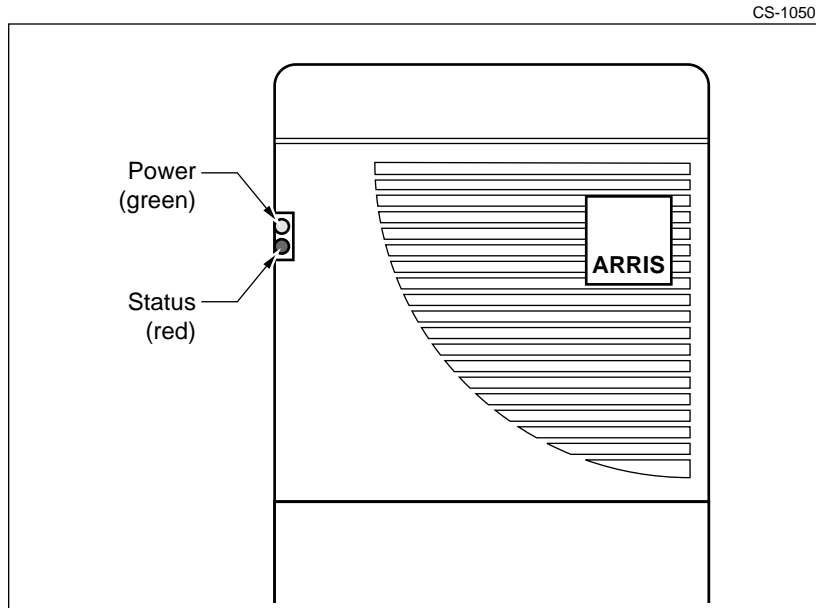 CS-1050
Power
(green)
ARRIS
Status
(red)